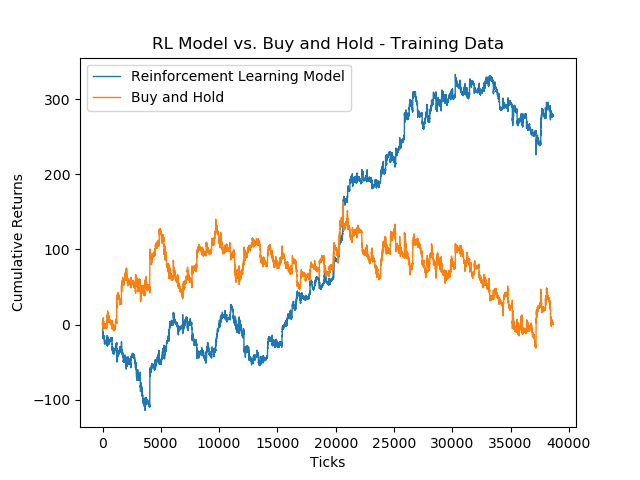 RL Model vs. Buy and Hold - Training Data
Reinforcement Learning Model
Buy and Hold
300
200
100
0
−100
Cumulative Returns
0 5000 10000 15000 20000 25000 30000 35000 40000
Ticks